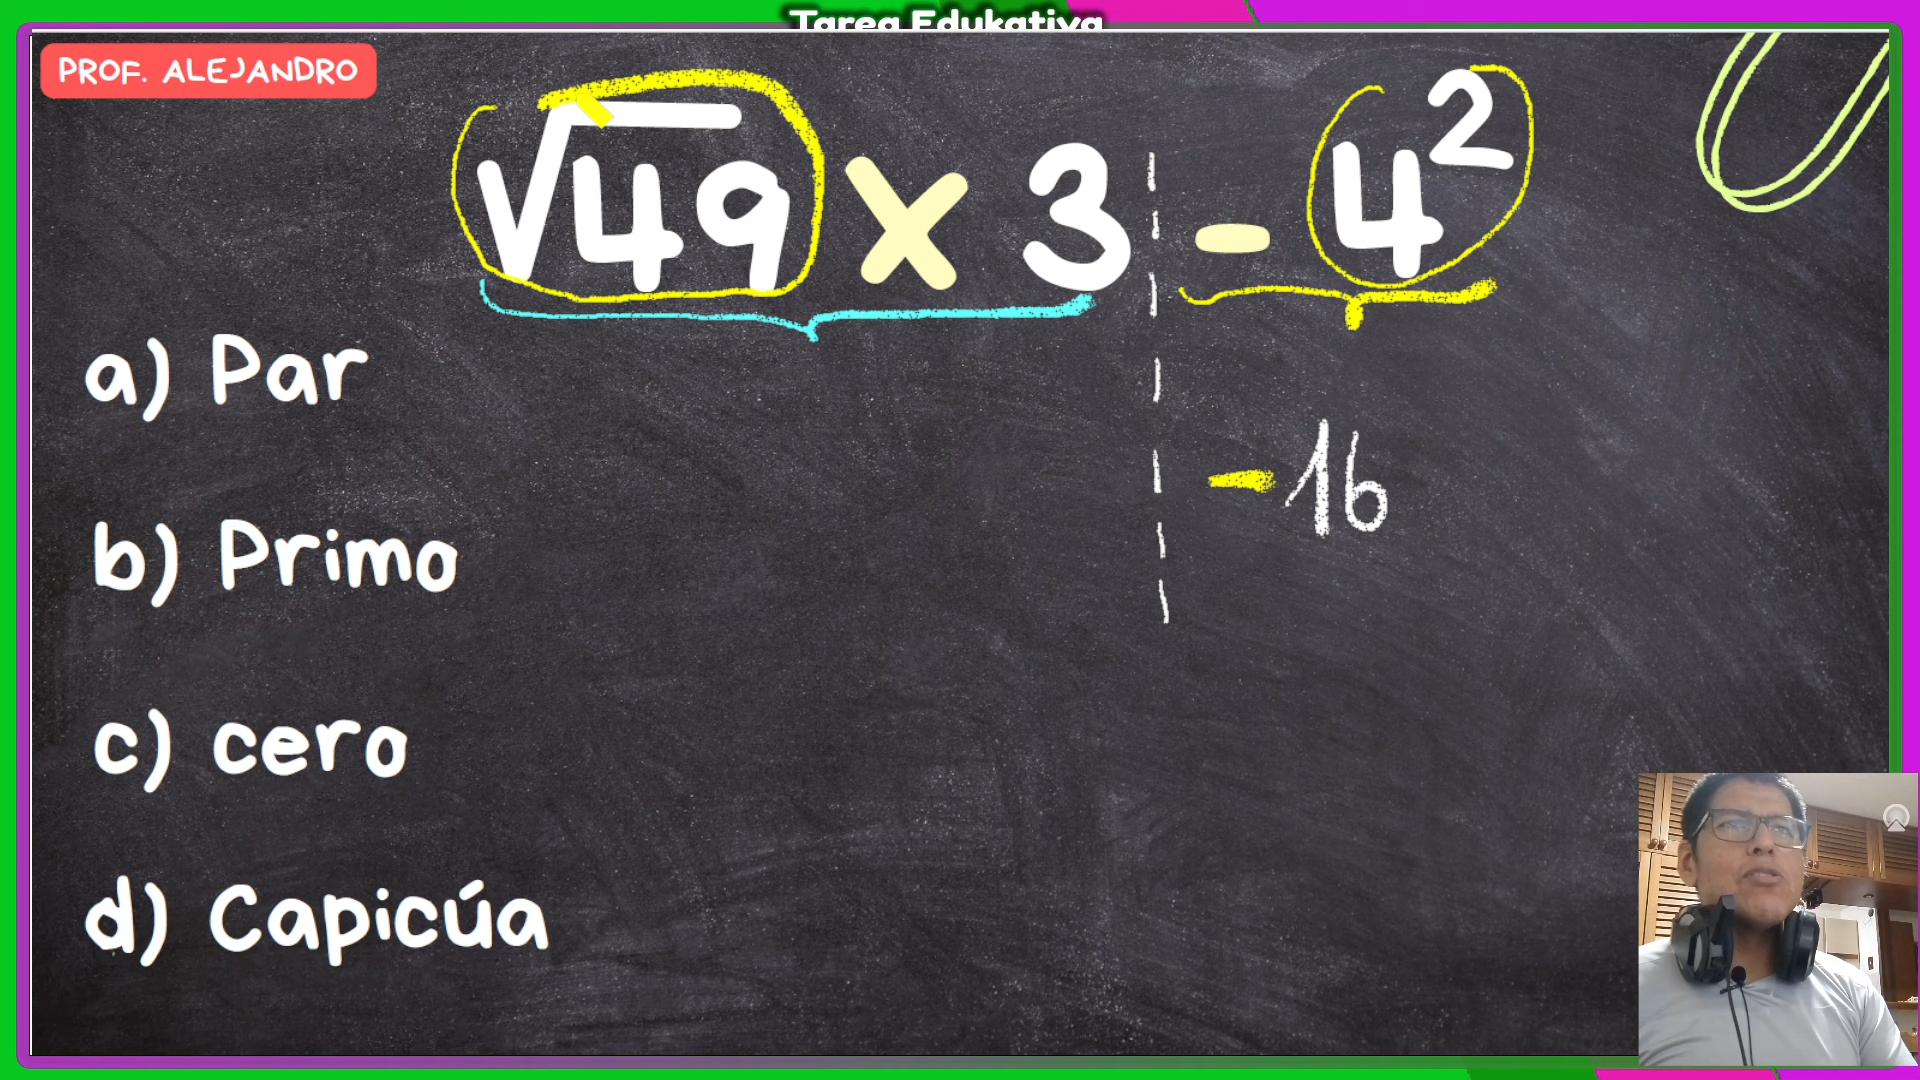 Tarea Edukativa
PROF. ALEJANDRO
√49 x 3 - 4²
a) Par
- 16
b) Primo
c) cero
d) Capicúa